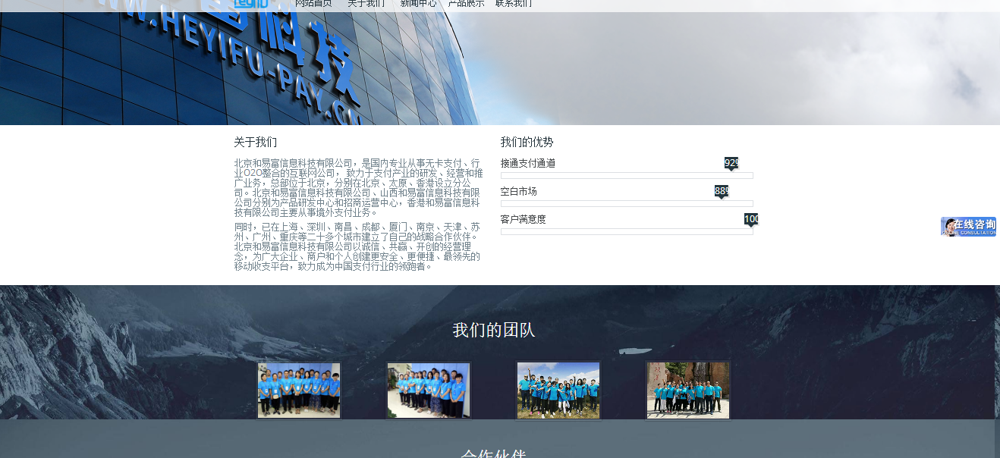 网站首页 关于我们 新闻中心 产品展示 联系我们
富科技
WWW.HEYIFU-PAY.CN
关于我们
北京和易富信息科技有限公司，是国内专业从事无卡支付、行
业O2O整合的互联网公司， 致力于支付产业的研发、经营和推
广业务，总部位于北京，分别在北京、太原、香港设立分公
司。北京和易富信息科技有限公司、山西和易富信息科技有限
公司分别为产品研发中心和招商运营中心，香港和易富信息科
技有限公司主要从事境外支付业务。
同时，已在上海、深圳、南昌、成都、厦门、南京、天津、苏
州、广州、重庆等二十多个城市建立了自己的战略合作伙伴。
北京和易富信息科技有限公司以诚信、共赢、开创的经营理
念，为广大企业、商户和个人创建更安全、更便捷、最领先的
移动收支平台，致力成为中国支付行业的领跑者。
我们的优势
接通支付通道 92%
空白市场 88%
客户满意度 100
在线咨询
ONLINE CONSULTATION
我们的团队
合作伙伴